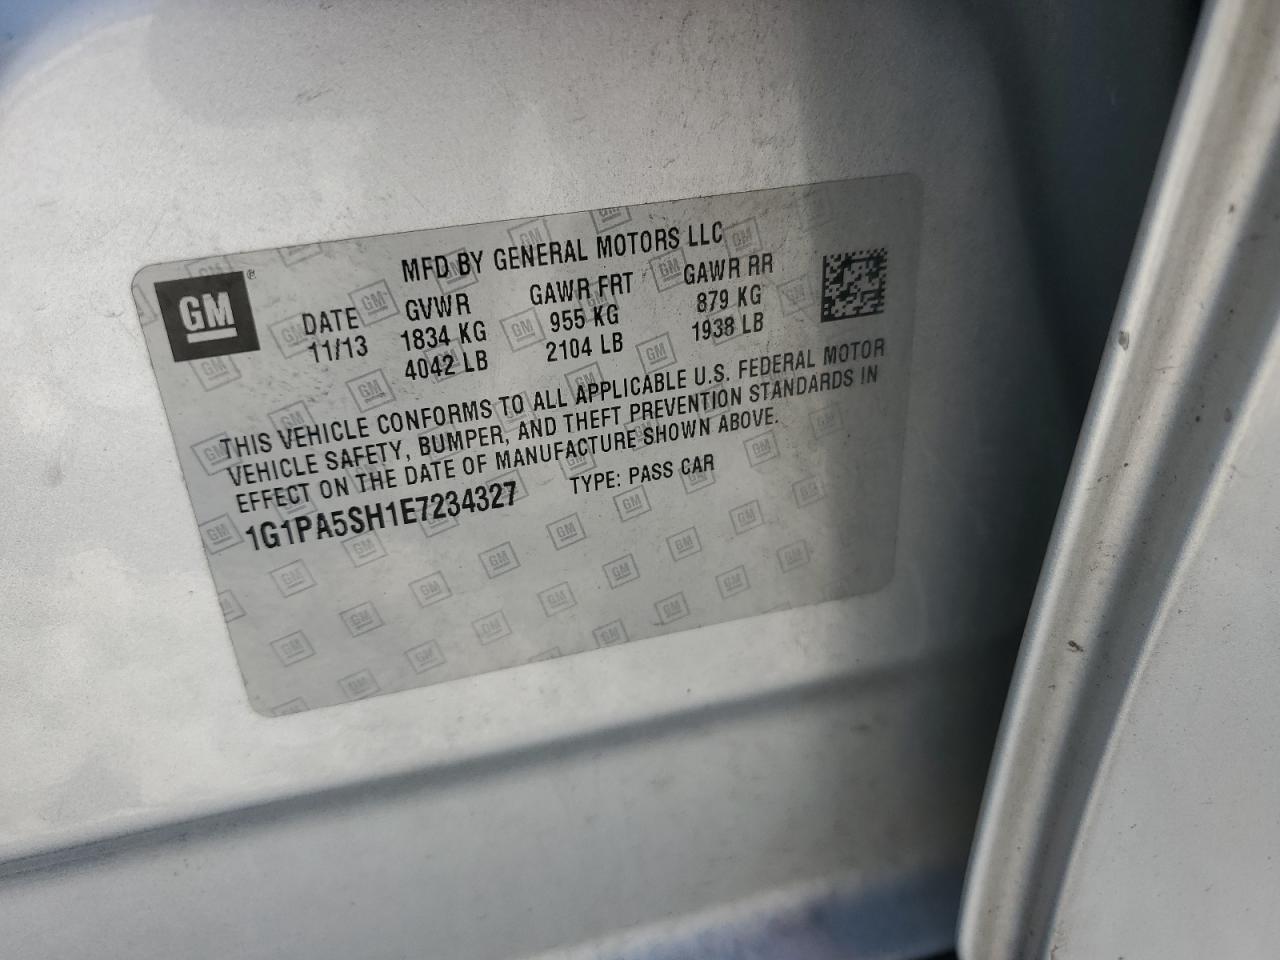 GM
MFD BY GENERAL MOTORS LLC
DATE GVWR GAWR FRT GAWR RR
11/13 1834 KG 955 KG 879 KG
4042 LB 2104 LB 1938 LB
THIS VEHICLE CONFORMS TO ALL APPLICABLE U.S. FEDERAL MOTOR
VEHICLE SAFETY, BUMPER, AND THEFT PREVENTION STANDARDS IN
EFFECT ON THE DATE OF MANUFACTURE SHOWN ABOVE.
1G1PA5SH1E7234327 TYPE: PASS CAR